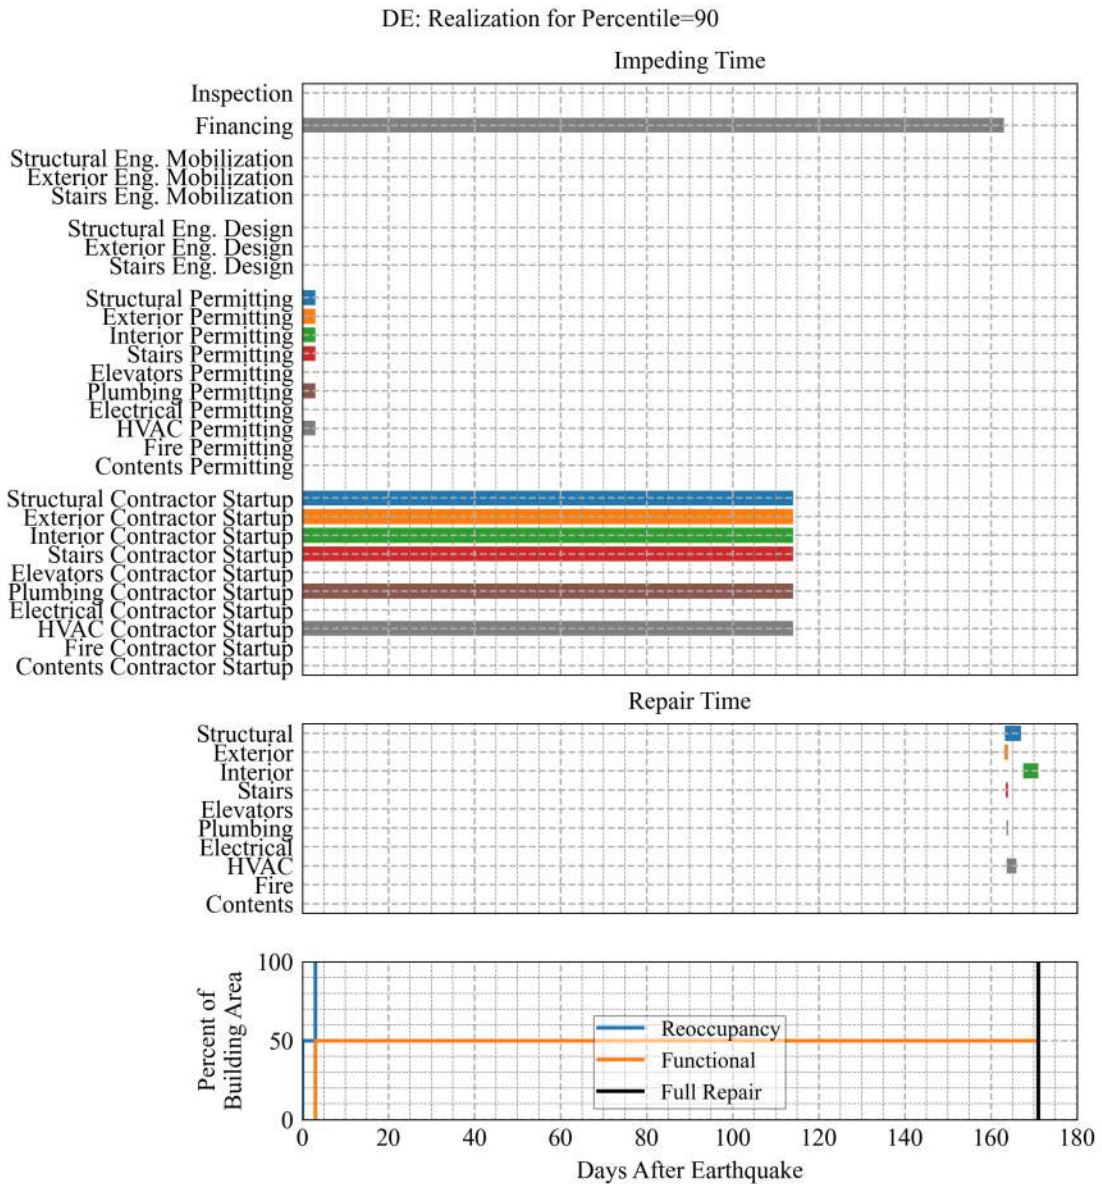 DE: Realization for Percentile=90
Impeding Time
Inspection
Financing
Structural Eng. Mobilization
Exterior Eng. Mobilization
Stairs Eng. Mobilization
Structural Eng. Design
Exterior Eng. Design
Stairs Eng. Design
Structural Permitting
Exterior Permitting
Interior Permitting
Stairs Permitting
Elevators Permitting
Plumbing Permitting
Electrical Permitting
HVAC Permitting
Fire Permitting
Contents Permitting
Structural Contractor Startup
Exterior Contractor Startup
Interior Contractor Startup
Stairs Contractor Startup
Elevators Contractor Startup
Plumbing Contractor Startup
Electrical Contractor Startup
HVAC Contractor Startup
Fire Contractor Startup
Contents Contractor Startup
Repair Time
Structural
Exterior
Interior
Stairs
Elevators
Plumbing
Electrical
HVAC
Fire
Contents
Percent of
Building Area
100
50
0
Reoccupancy
Functional
Full Repair
0 20 40 60 80 100 120 140 160 180
Days After Earthquake